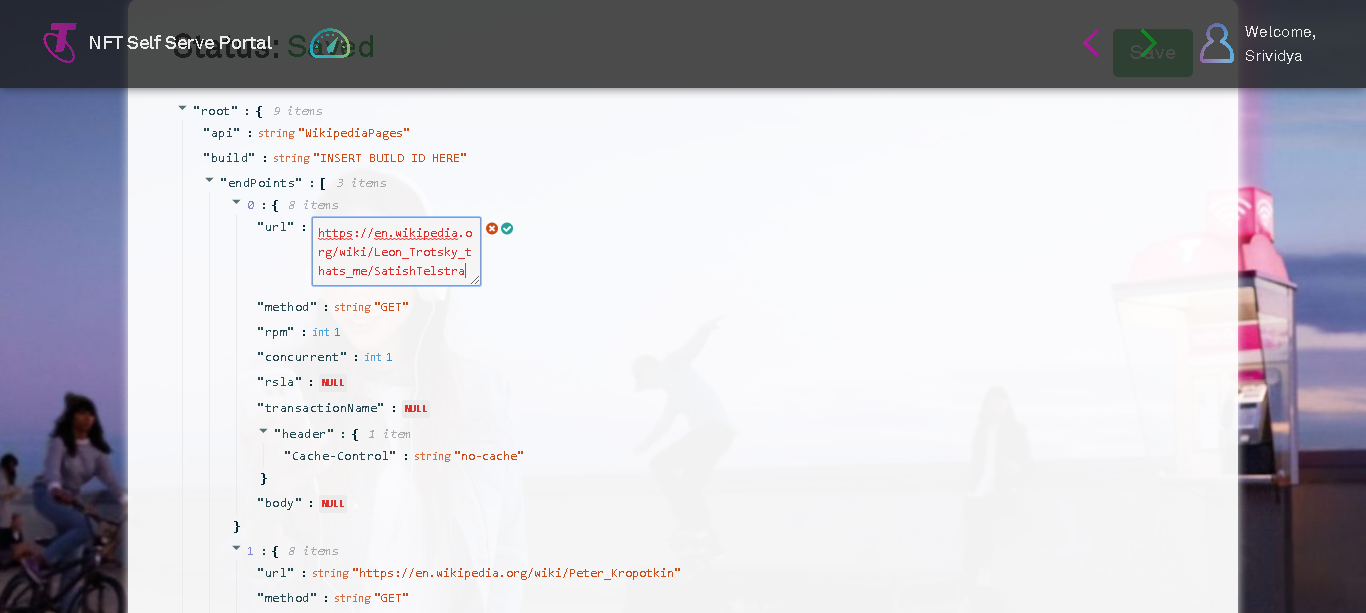 NFT Self Serve Portal
Status: Saved
Save
Welcome,
Srividya
"root" : { 9 items
"api" : string "WikipediaPages"
"build" : string "INSERT BUILD ID HERE"
"endPoints" : [ 3 items
0 : { 8 items
"url" :
https://en.wikipedia.o
rg/wiki/Leon_Trotsky_t
hats_me/SatishTelstra
"method" : string "GET"
"rpm" : int 1
"concurrent" : int 1
"rsla" : NULL
"transactionName" : NULL
"header" : { 1 item
"Cache-Control" : string "no-cache"
}
"body" : NULL
}
1 : { 8 items
"url" : string "https://en.wikipedia.org/wiki/Peter_Kropotkin"
"method" : string "GET"